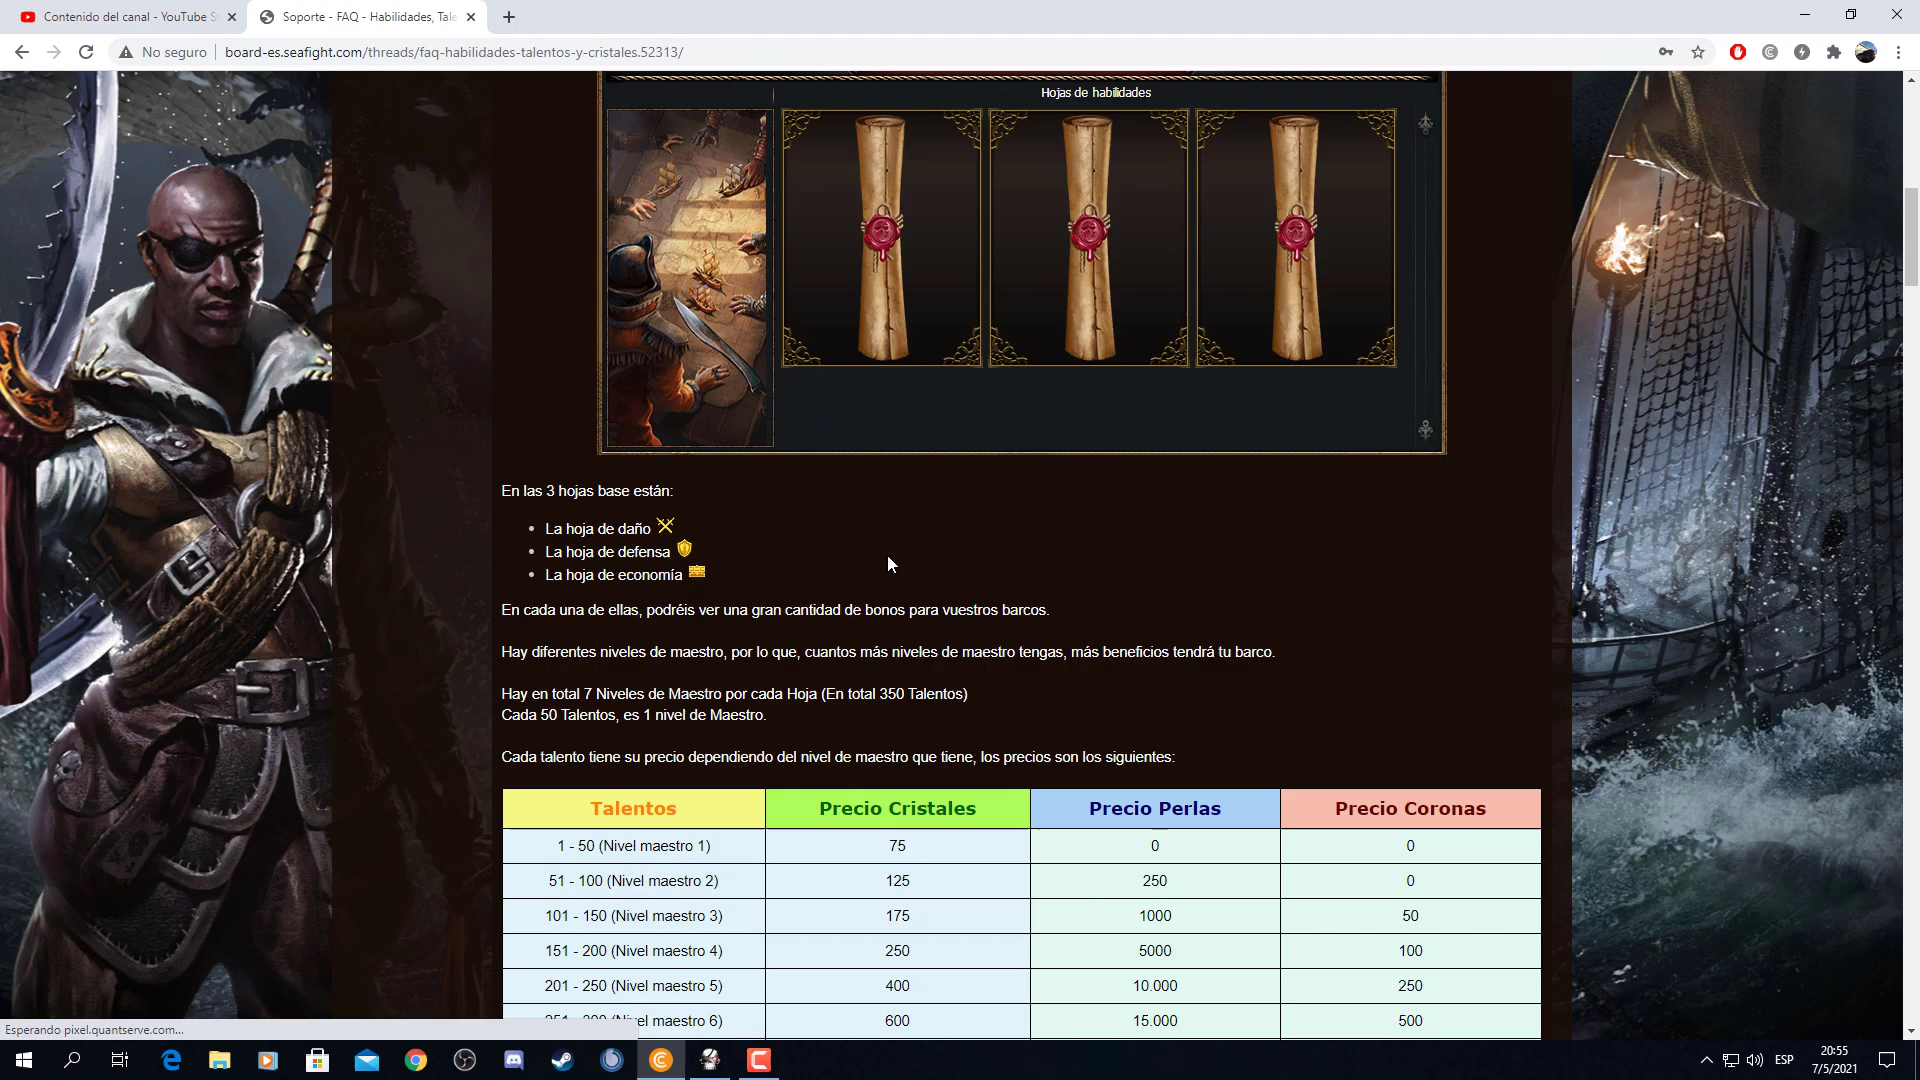 Contenido del canal - YouTube S
Soporte - FAQ - Habilidades, Tale
No seguro
board-es.seafight.com/threads/faq-habilidades-talentos-y-cristales.52313/
Hojas de habilidades
En las 3 hojas base están:
La hoja de daño
La hoja de defensa
La hoja de economía
En cada una de ellas, podréis ver una gran cantidad de bonos para vuestros barcos.
Hay diferentes niveles de maestro, por lo que, cuantos más niveles de maestro tengas, más beneficios tendrá tu barco.
Hay en total 7 Niveles de Maestro por cada Hoja (En total 350 Talentos)
Cada 50 Talentos, es 1 nivel de Maestro.
Cada talento tiene su precio dependiendo del nivel de maestro que tiene, los precios son los siguientes:
Talentos Precio Cristales Precio Perlas Precio Coronas
1 - 50 (Nivel maestro 1) 75 0 0
51 - 100 (Nivel maestro 2) 125 250 0
101 - 150 (Nivel maestro 3) 175 1000 50
151 - 200 (Nivel maestro 4) 250 5000 100
201 - 250 (Nivel maestro 5) 400 10.000 250
maestro 6) 600 15.000 500
Esperando pixel.quantserve.com...
ESP
20:55
7/5/2021